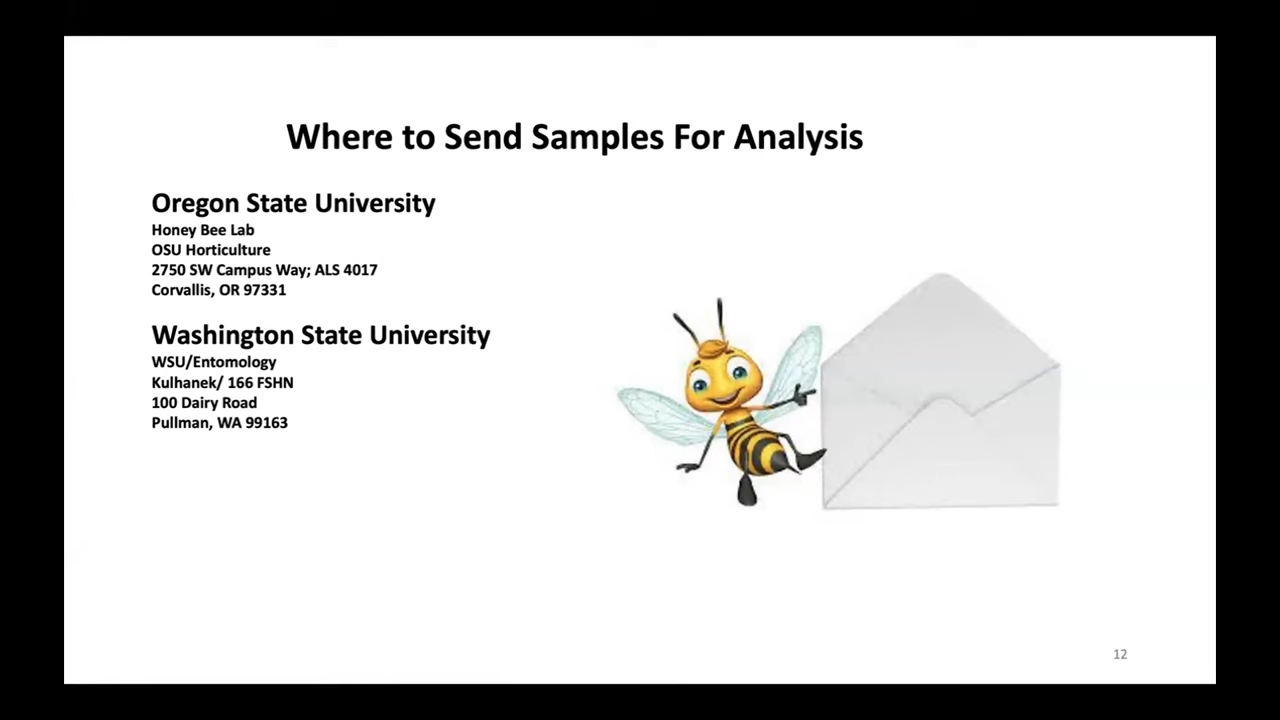 Where to Send Samples For Analysis
Oregon State University
Honey Bee Lab
OSU Horticulture
2750 SW Campus Way; ALS 4017
Corvallis, OR 97331
Washington State University
WSU/Entomology
Kulhanek/ 166 FSHN
100 Dairy Road
Pullman, WA 99163
12